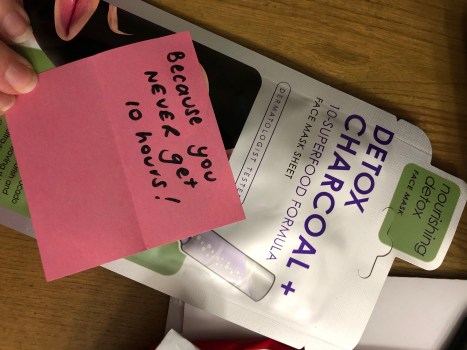 Because you
NEVER get
10 hours!
DERMATOLOGIST TESTE
DETOX
CHARCOAL +
10-SUPERFOOD FORMULA
FACE MASK SHEET
nourishing
detox
FACE MASK